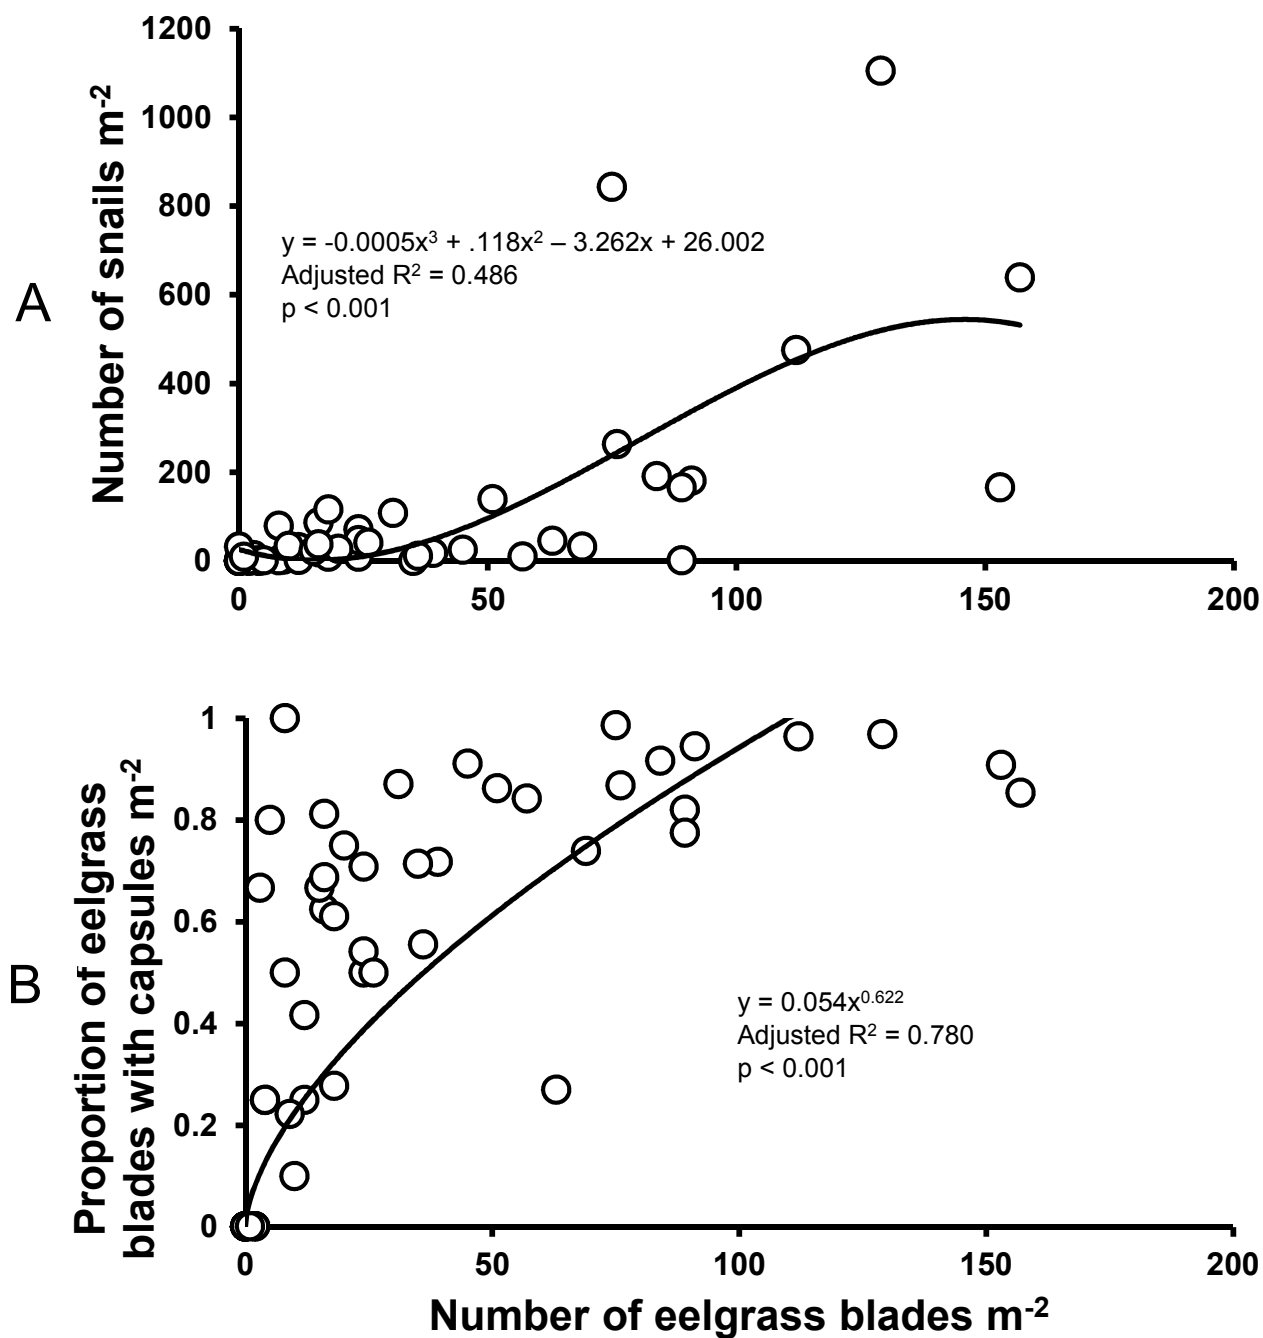 A
Number of snails m-2
1200
1000
800
600
400
200
0
y = -0.0005x³ + .118x² – 3.262x + 26.002
Adjusted R² = 0.486
p < 0.001
0 50 100 150 200
B
Proportion of eelgrass
blades with capsules m-2
1
0.8
0.6
0.4
0.2
0
y = 0.054x^0.622
Adjusted R² = 0.780
p < 0.001
0 50 100 150 200
Number of eelgrass blades m-2